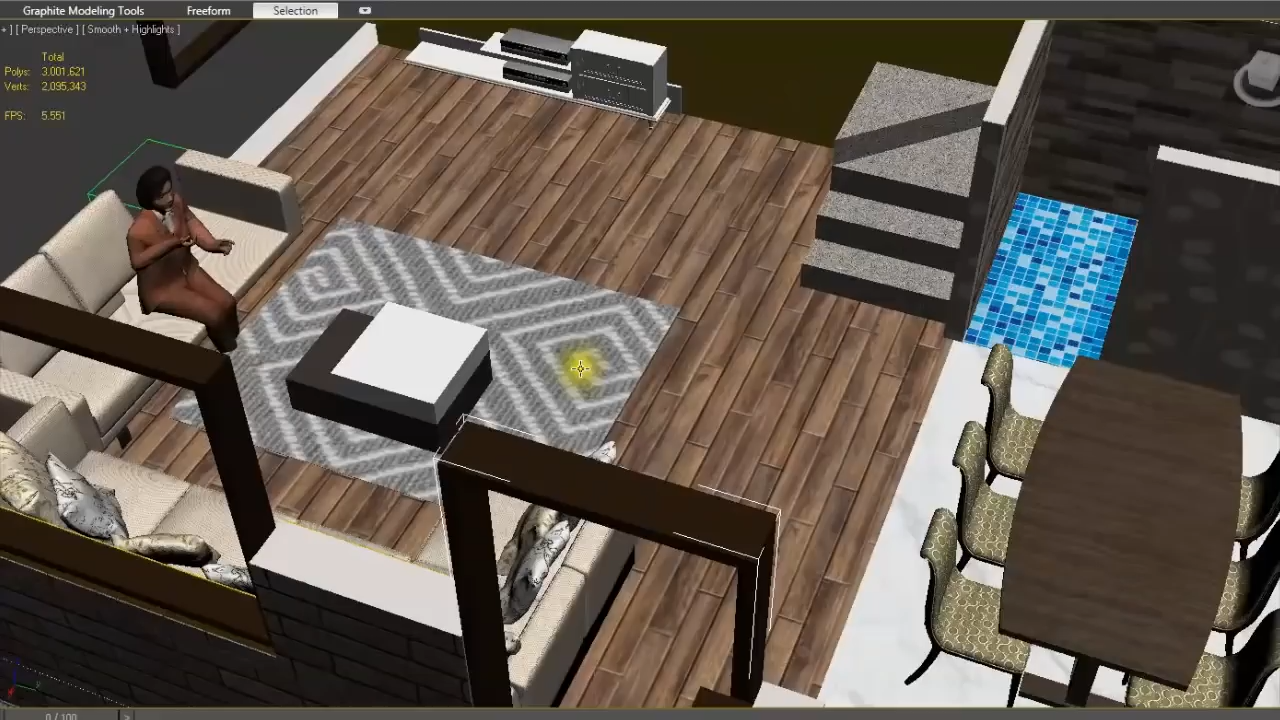 Graphite Modeling Tools Freeform Selection
+ ] [ Perspective ] [ Smooth + Highlights ]
Total
Polys: 3,001,621
Verts: 2,095,343
FPS: 5.551
0 / 100 >